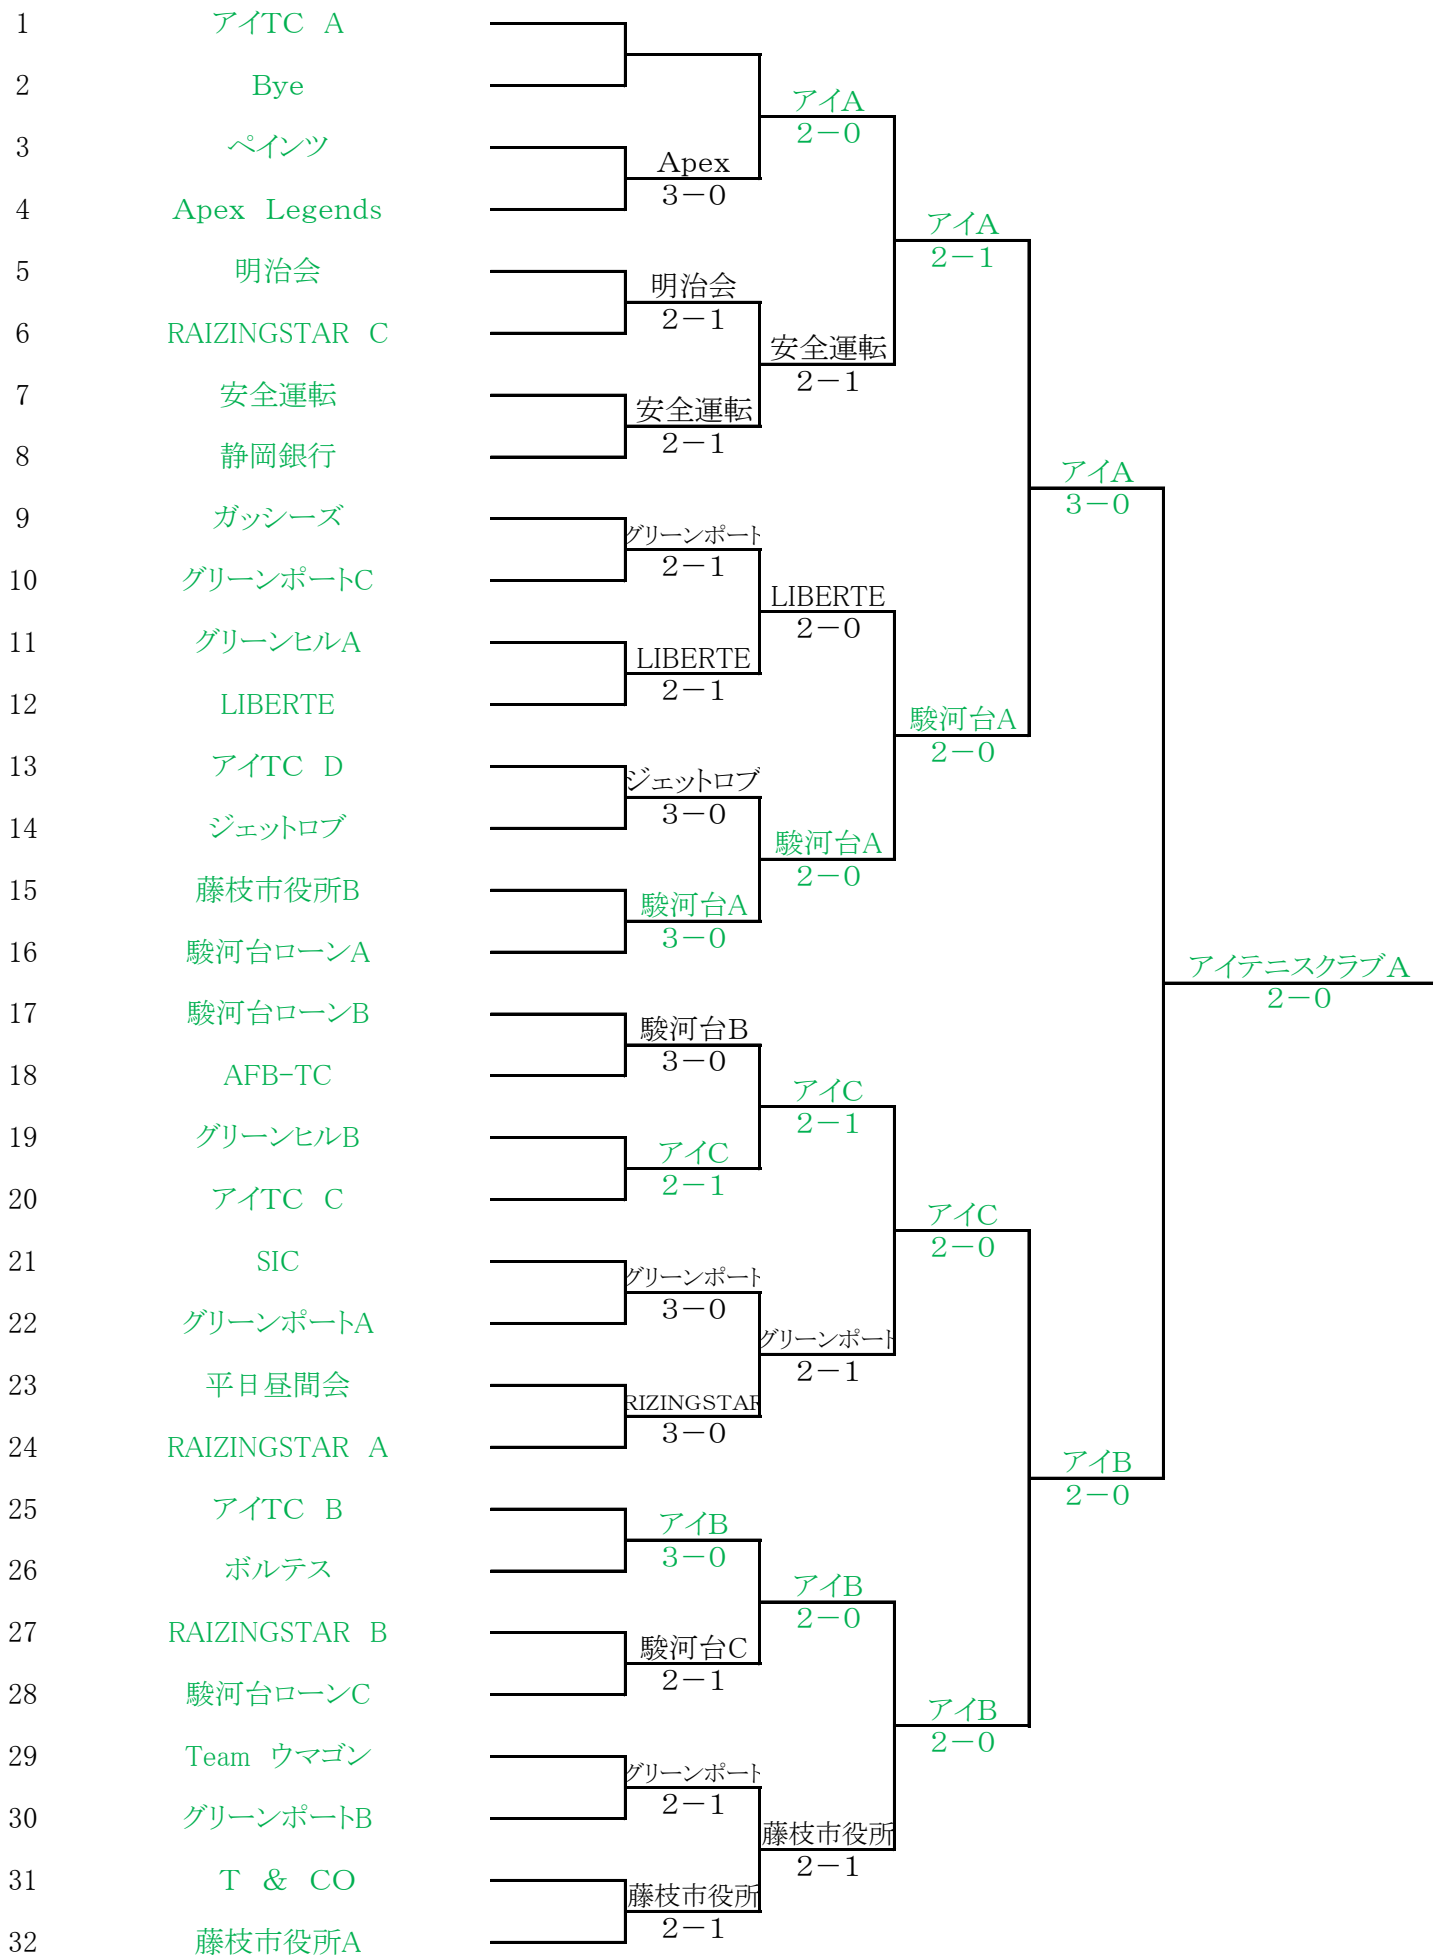 1 アイTC A
2 Bye
アイA
2-0
3 ペインツ
Apex
3-0
4 Apex Legends
アイA
2-1
5 明治会
明治会
2-1
6 RAIZINGSTAR C
安全運転
2-1
7 安全運転
安全運転
2-1
8 静岡銀行
アイA
3-0
9 ガッシーズ
グリーンポート
2-1
10 グリーンポートC
LIBERTE
2-0
11 グリーンヒルA
LIBERTE
2-1
12 LIBERTE
駿河台A
2-0
13 アイTC D
ジェットロブ
3-0
14 ジェットロブ
駿河台A
2-0
15 藤枝市役所B
駿河台A
3-0
16 駿河台ローンA
アイテニスクラブA
2-0
17 駿河台ローンB
駿河台B
3-0
18 AFB-TC
アイC
2-1
19 グリーンヒルB
アイC
2-1
20 アイTC C
アイC
2-0
21 SIC
グリーンポート
3-0
22 グリーンポートA
グリーンポート
2-1
23 平日昼間会
RIZINGSTAR
3-0
24 RAIZINGSTAR A
アイB
2-0
25 アイTC B
アイB
3-0
26 ボルテス
アイB
2-0
27 RAIZINGSTAR B
駿河台C
2-1
28 駿河台ローンC
アイB
2-0
29 Team ウマゴン
グリーンポート
2-1
30 グリーンポートB
藤枝市役所
2-1
31 T & CO
藤枝市役所
2-1
32 藤枝市役所A